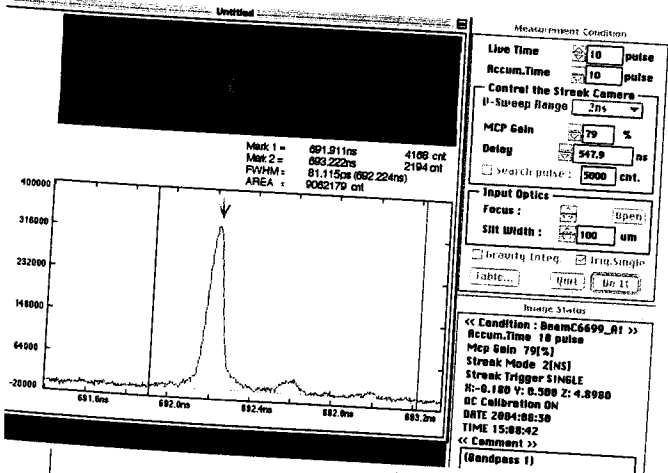 Untitled
Mark 1 = 691.911ns 4168 cnt
Mark 2 = 693.222ns 2194 cnt
FWHM = 81.115ps (692.224ns)
AREA = 9062179 cnt
400000
316000
232000
148000
64000
-20000
691.6ns 692.0ns 692.4ns 692.8ns 693.2ns
Measurement Condition
Live Time 10 pulse
Accum.Time 10 pulse
Control the Streak Camera
V-Sweep Range 2ns
MCP Gain 79 %
Delay 547.9 ns
Search pulse : 5000 cnt.
Input Optics
Focus : Open
Slit Width : 100 um
Gravity Integ. Trig.Single
Table... Quit Do It
Image Status
<< Condition : BeamC6699_A1 >>
Accum.Time 10 pulse
Mcp Gain 79[%]
Streak Mode 2[NS]
Streak Trigger SINGLE
X:-0.180 Y: 0.500 Z: 4.8980
DC Calibration ON
DATE 2004:08:30
TIME 15:08:42
<< Comment >>
(Bandpass 1)